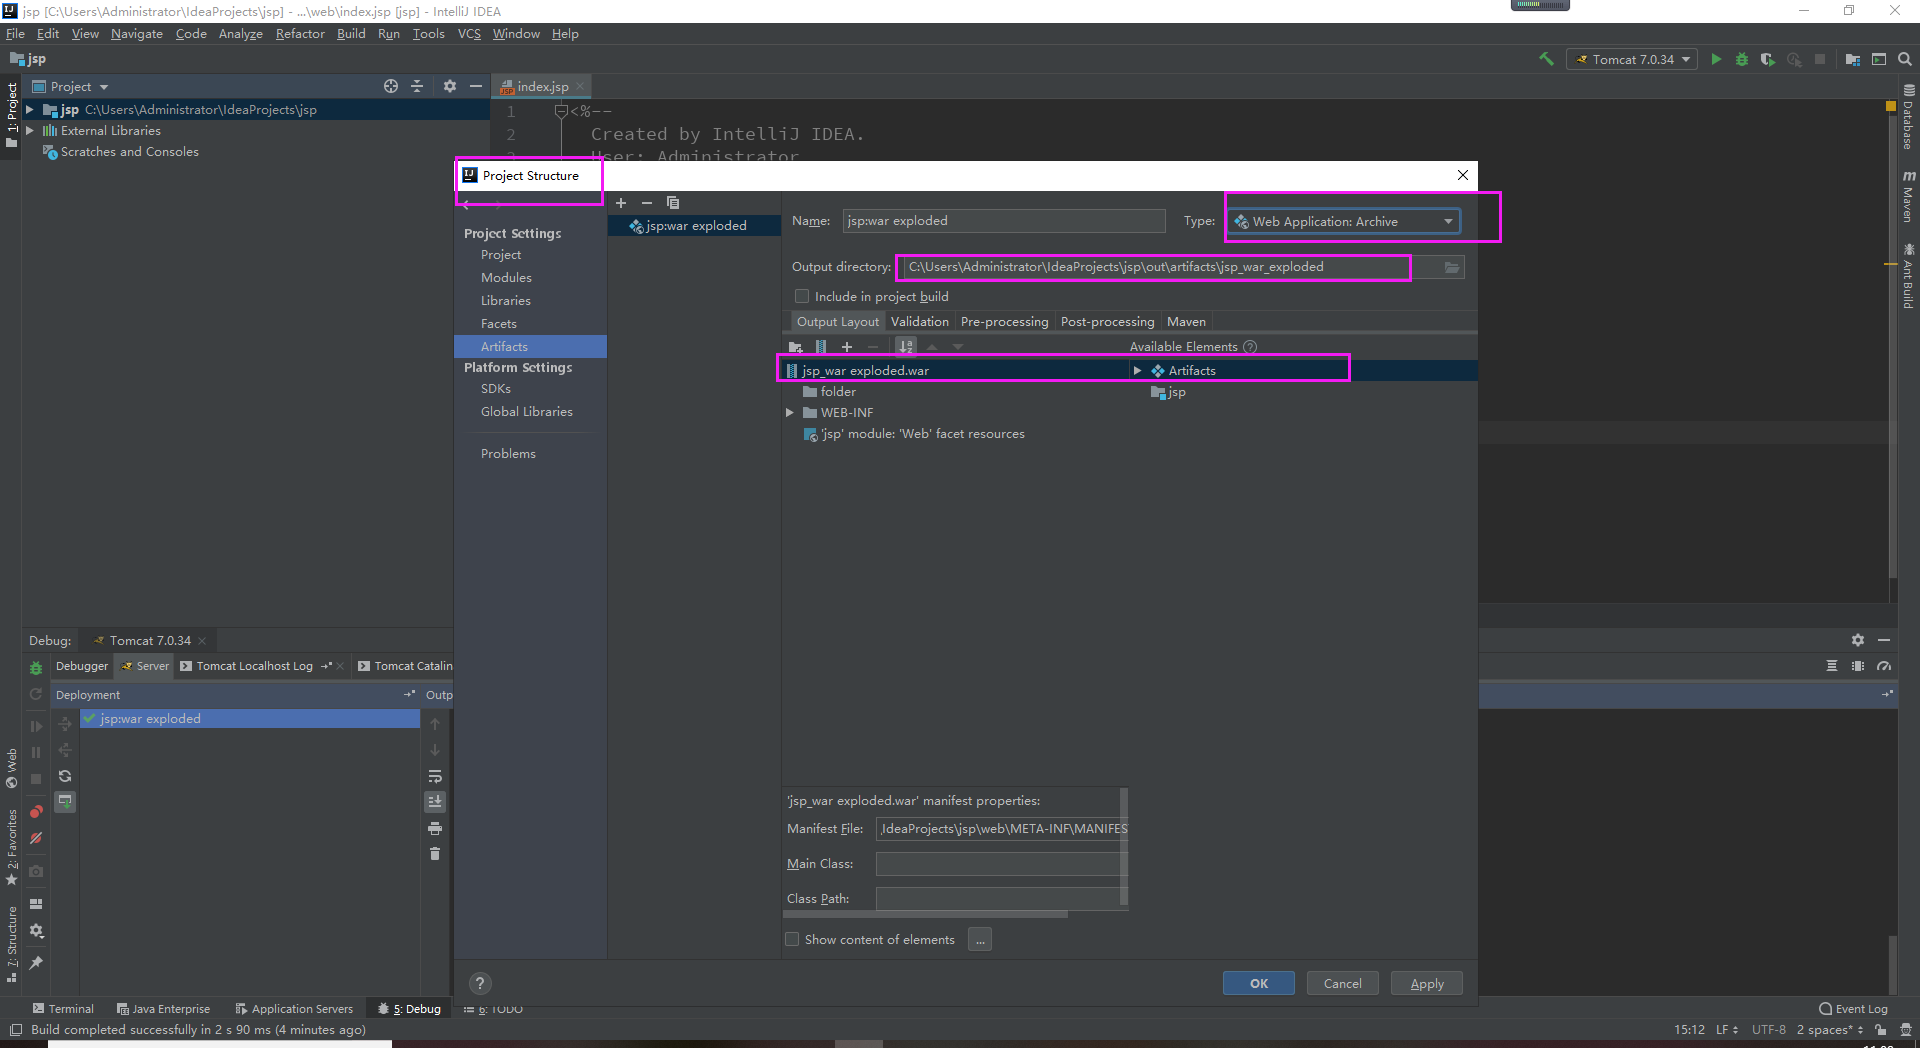 jsp [C:\Users\Administrator\IdeaProjects\jsp] - ...\web\index.jsp [jsp] - IntelliJ IDEA
File Edit View Navigate Code Analyze Refactor Build Run Tools VCS Window Help
jsp
Tomcat 7.0.34
Project
index.jsp
1: Project
jsp C:\Users\Administrator\IdeaProjects\jsp
External Libraries
Scratches and Consoles
1 <%--
2 Created by IntelliJ IDEA.
User: Administrator
Database
Maven
Ant Build
Project Structure
Project Settings
Project
Modules
Libraries
Facets
Artifacts
Platform Settings
SDKs
Global Libraries
Problems
jsp:war exploded
Name: jsp:war exploded
Type: Web Application: Archive
Output directory: C:\Users\Administrator\IdeaProjects\jsp\out\artifacts\jsp_war_exploded
Include in project build
Output Layout Validation Pre-processing Post-processing Maven
Available Elements
jsp_war exploded.war
Artifacts
folder
jsp
WEB-INF
'jsp' module: 'Web' facet resources
'jsp_war exploded.war' manifest properties:
Manifest File: IdeaProjects\jsp\web\META-INF\MANIFES
Main Class:
Class Path:
Show content of elements ...
? OK Cancel Apply
Debug: Tomcat 7.0.34
Debugger Server Tomcat Localhost Log Tomcat Catalin
Deployment Outp
jsp:war exploded
Web
2: Favorites
7: Structure
Terminal Java Enterprise Application Servers 5: Debug 6: TODO Event Log
Build completed successfully in 2 s 90 ms (4 minutes ago)
15:12 LF UTF-8 2 spaces*